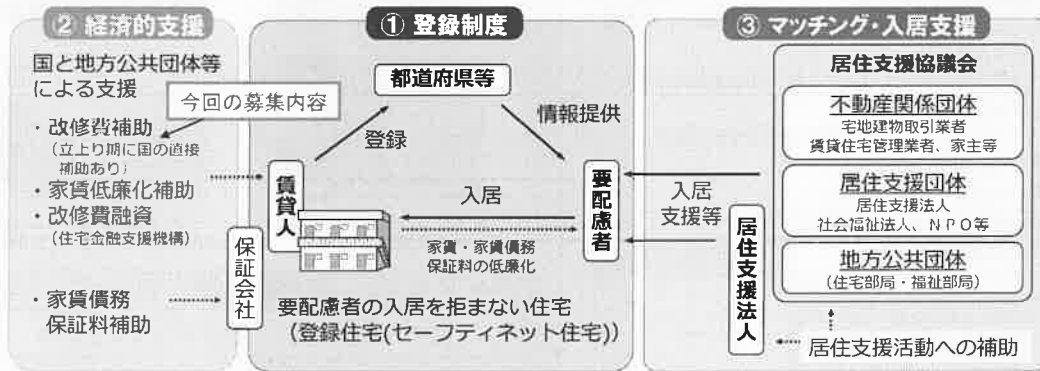 ② 経済的支援
国と地方公共団体等
による支援
今回の募集内容
・改修費補助
(立上り期に国の直接
補助あり)
・家賃低廉化補助
・改修費融資
(住宅金融支援機構)
・家賃債務
保証料補助
保証会社
① 登録制度
都道府県等
登録
情報提供
賃貸人
入居
要配慮者
家賃・家賃債務
保証料の低廉化
要配慮者の入居を拒まない住宅
(登録住宅(セーフティネット住宅))
③ マッチング・入居支援
居住支援協議会
不動産関係団体
宅地建物取引業者
賃貸住宅管理業者、家主等
居住支援団体
居住支援法人
社会福祉法人、NPO等
地方公共団体
(住宅部局・福祉部局)
入居
支援等
居住支援法人
居住支援活動への補助